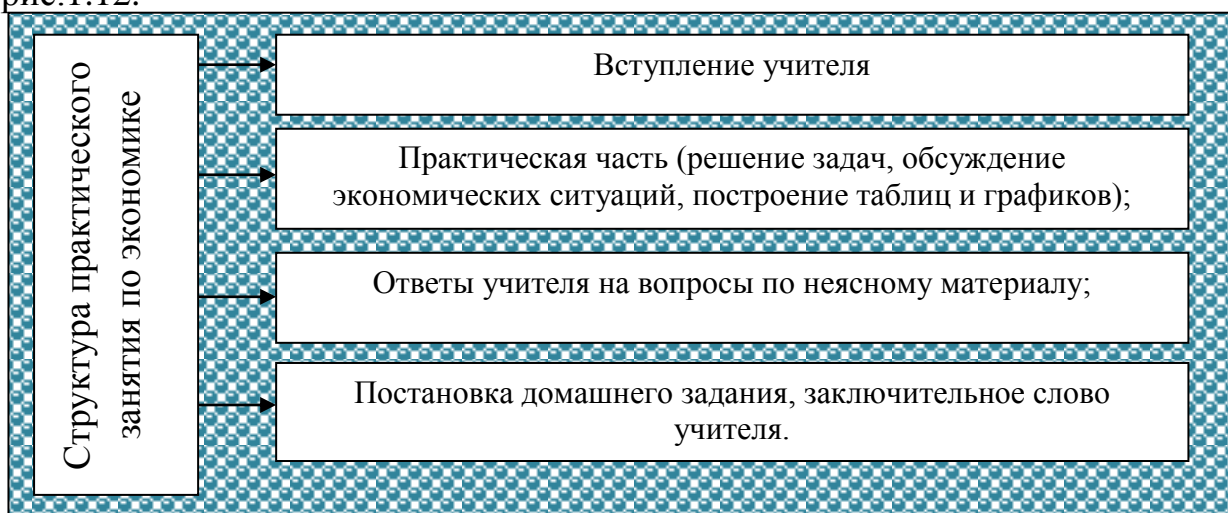 рис.1.12.
Структура практического
занятия по экономике
Вступление учителя
Практическая часть (решение задач, обсуждение
экономических ситуаций, построение таблиц и графиков);
Ответы учителя на вопросы по неясному материалу;
Постановка домашнего задания, заключительное слово
учителя.